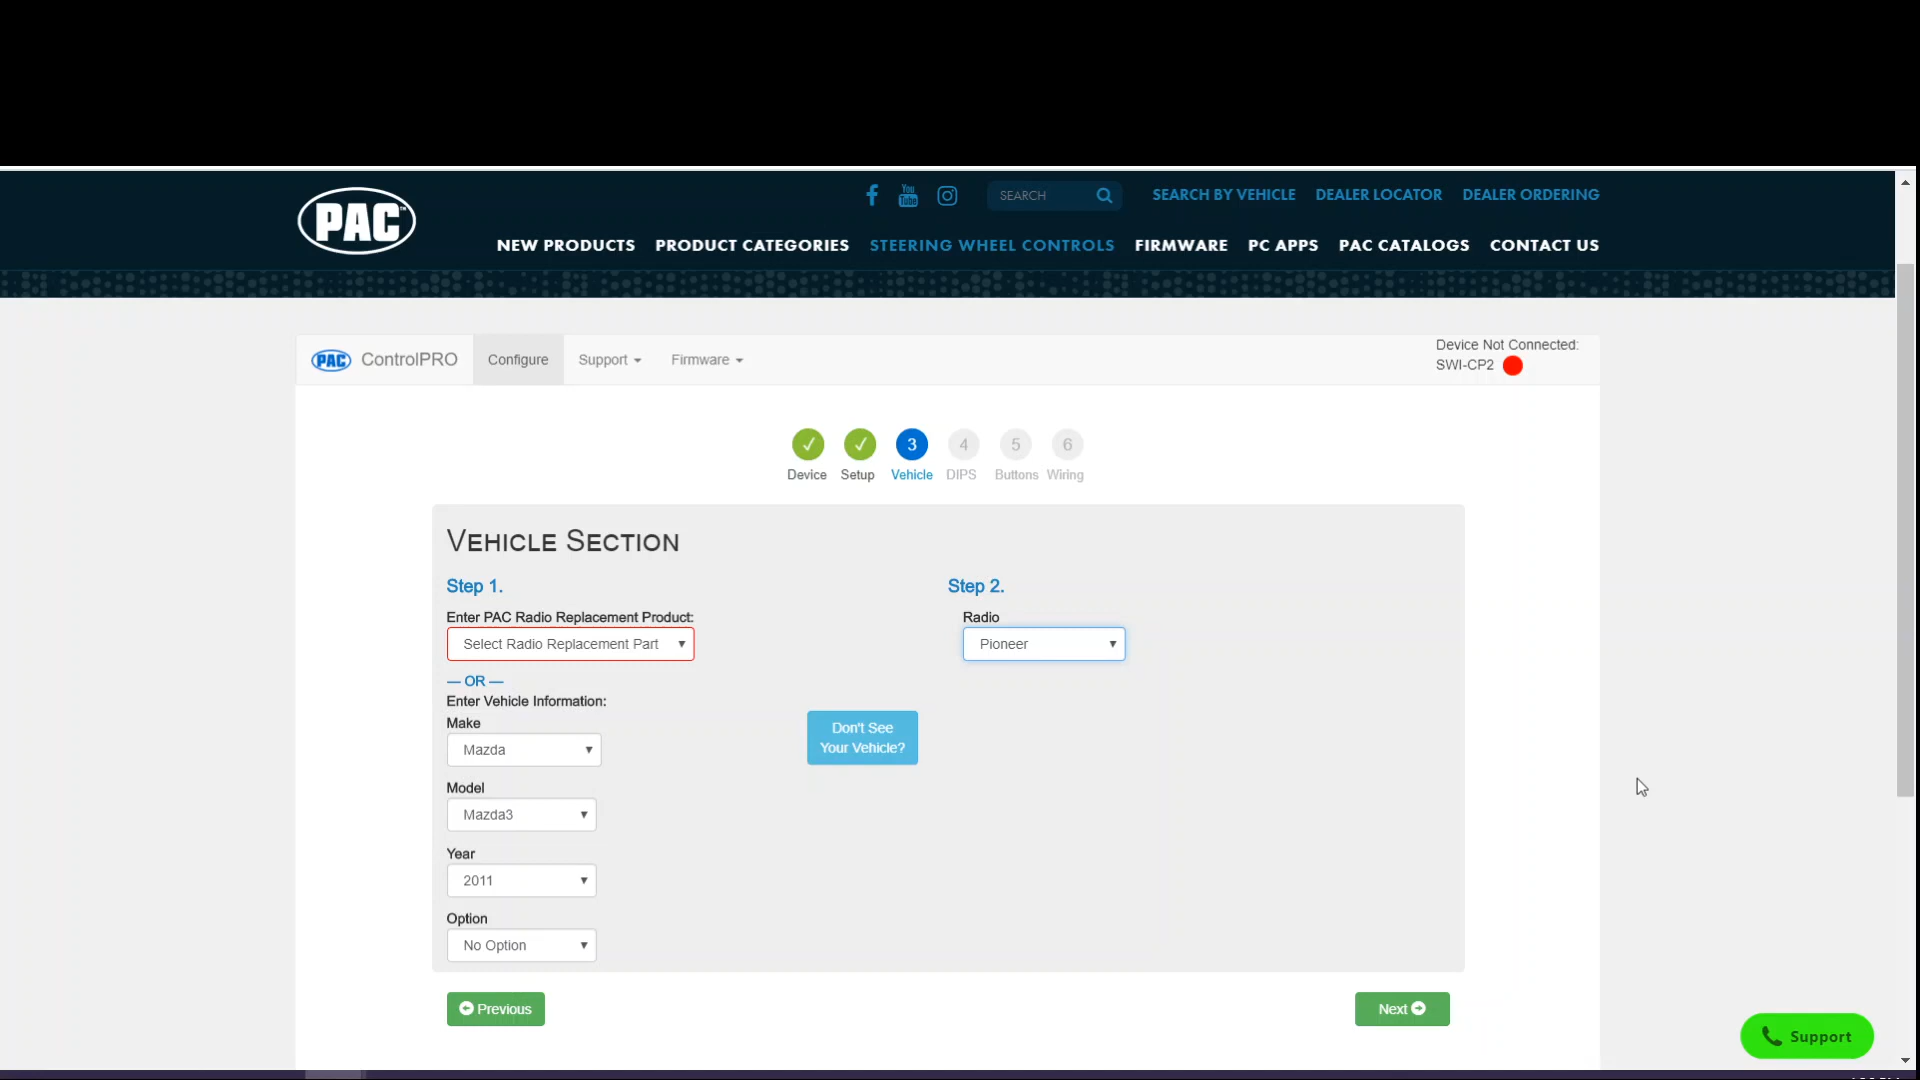 PAC
SEARCH SEARCH BY VEHICLE DEALER LOCATOR DEALER ORDERING
NEW PRODUCTS PRODUCT CATEGORIES STEERING WHEEL CONTROLS FIRMWARE PC APPS PAC CATALOGS CONTACT US
PAC ControlPRO Configure Support Firmware
Device Not Connected:
SWI-CP2
3 4 5 6
Device Setup Vehicle DIPS Buttons Wiring
VEHICLE SECTION
Step 1.
Enter PAC Radio Replacement Product:
Select Radio Replacement Part
— OR —
Enter Vehicle Information:
Make
Mazda
Model
Mazda3
Year
2011
Option
No Option
Don't See
Your Vehicle?
Step 2.
Radio
Pioneer
Previous
Next
Support